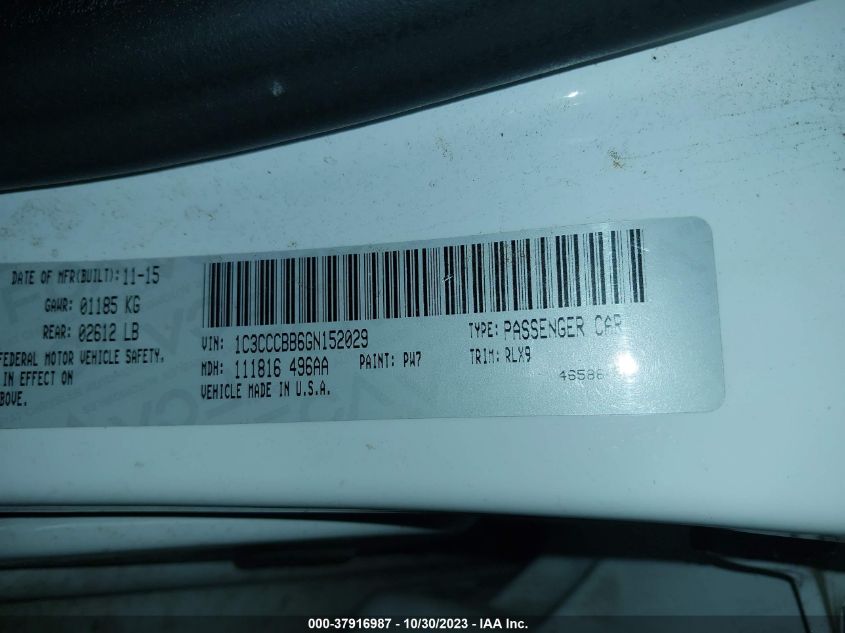 DATE OF MFR(BUILT): 11-15
GAWR: 01185 KG
REAR: 02612 LB
FEDERAL MOTOR VEHICLE SAFETY,
IN EFFECT ON
BOVE.
VIN: 1C3CCCBB6GN152029
TYPE: PASSENGER CAR
MDH: 111816 496AA
PAINT: PW7
TRIM: RLX9
VEHICLE MADE IN U.S.A.
46586
000-37916987 - 10/30/2023 - IAA Inc.